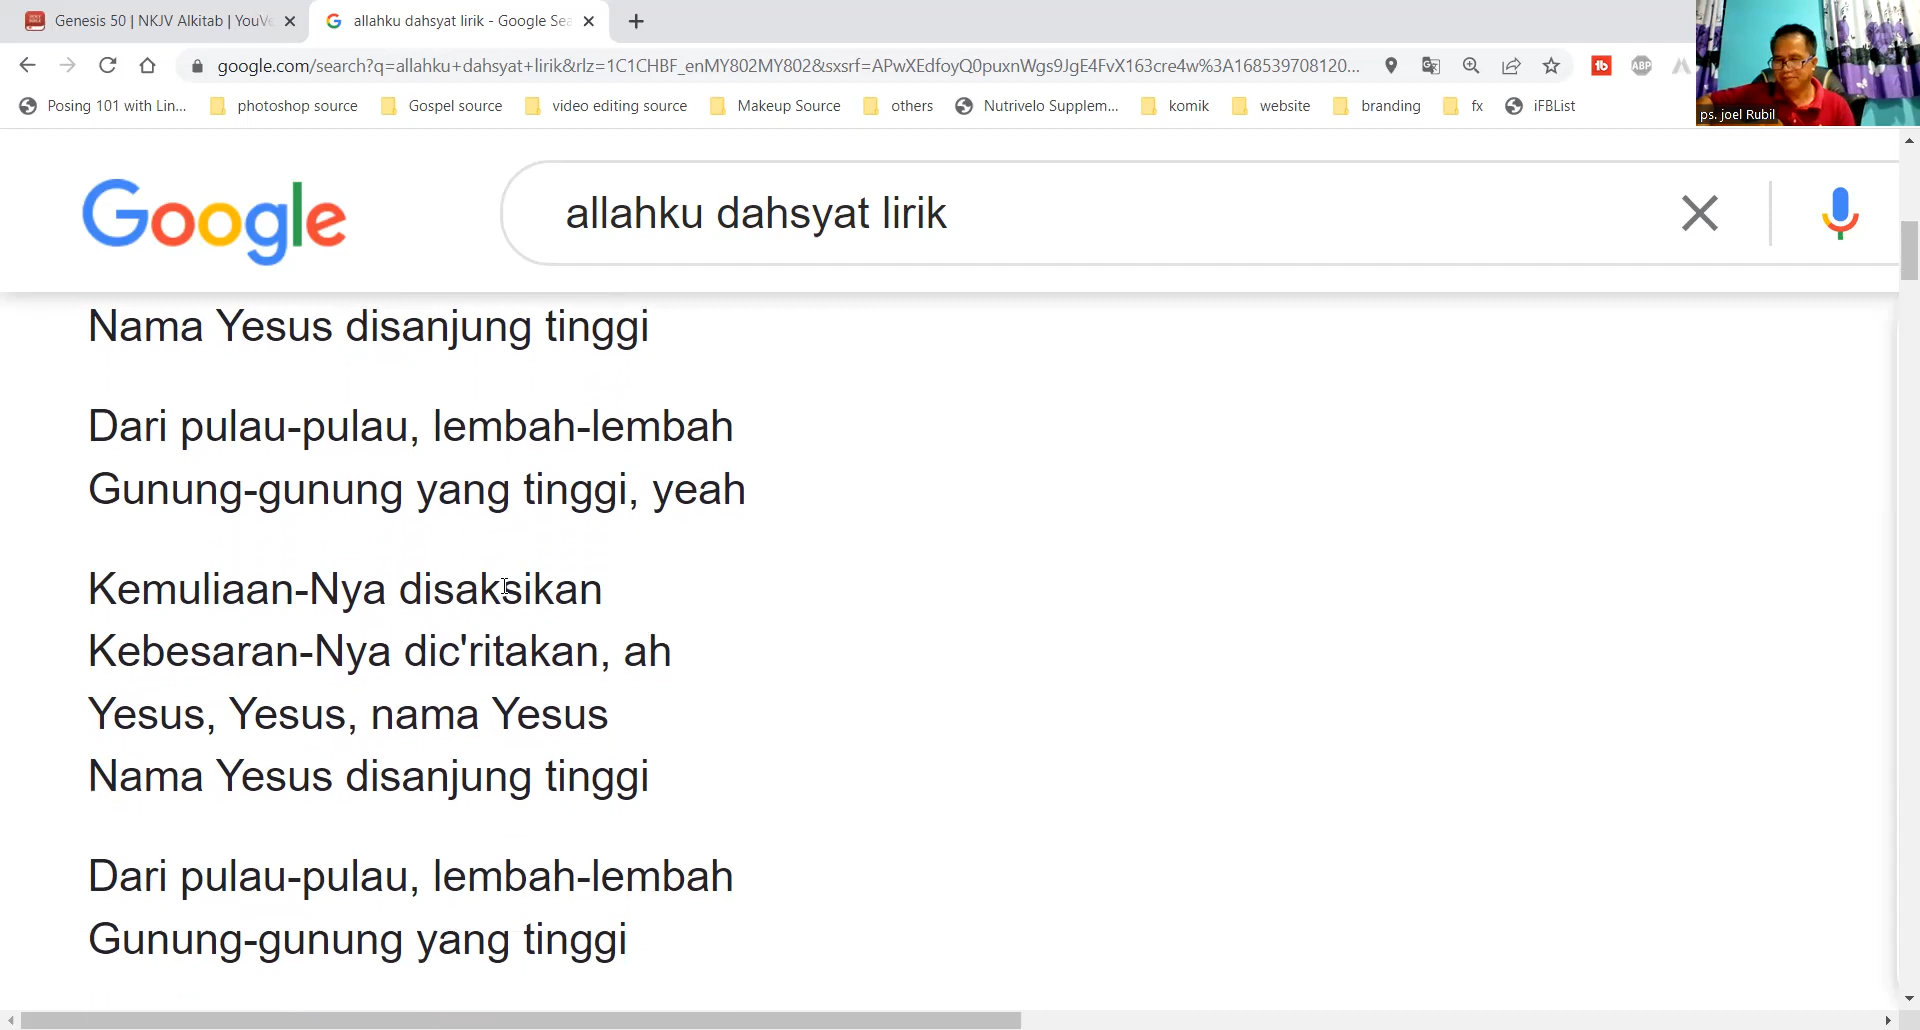 Genesis 50 | NKJV Alkitab | YouVe
allahku dahsyat lirik - Google Sea
google.com/search?q=allahku+dahsyat+lirik&rlz=1C1CHBF_enMY802MY802&sxsrf=APwXEdfoyQ0puxnWgs9JgE4FvX163cre4w%3A168539708120...
1b
ABP
Posing 101 with Lin...
photoshop source
Gospel source
video editing source
Makeup Source
others
Nutrivelo Supplem...
komik
website
branding
fx
iFBList
ps. joel Rubil
Google
allahku dahsyat lirik
Nama Yesus disanjung tinggi
Dari pulau-pulau, lembah-lembah
Gunung-gunung yang tinggi, yeah
Kemuliaan-Nya disaksikan
Kebesaran-Nya dic'ritakan, ah
Yesus, Yesus, nama Yesus
Nama Yesus disanjung tinggi
Dari pulau-pulau, lembah-lembah
Gunung-gunung yang tinggi